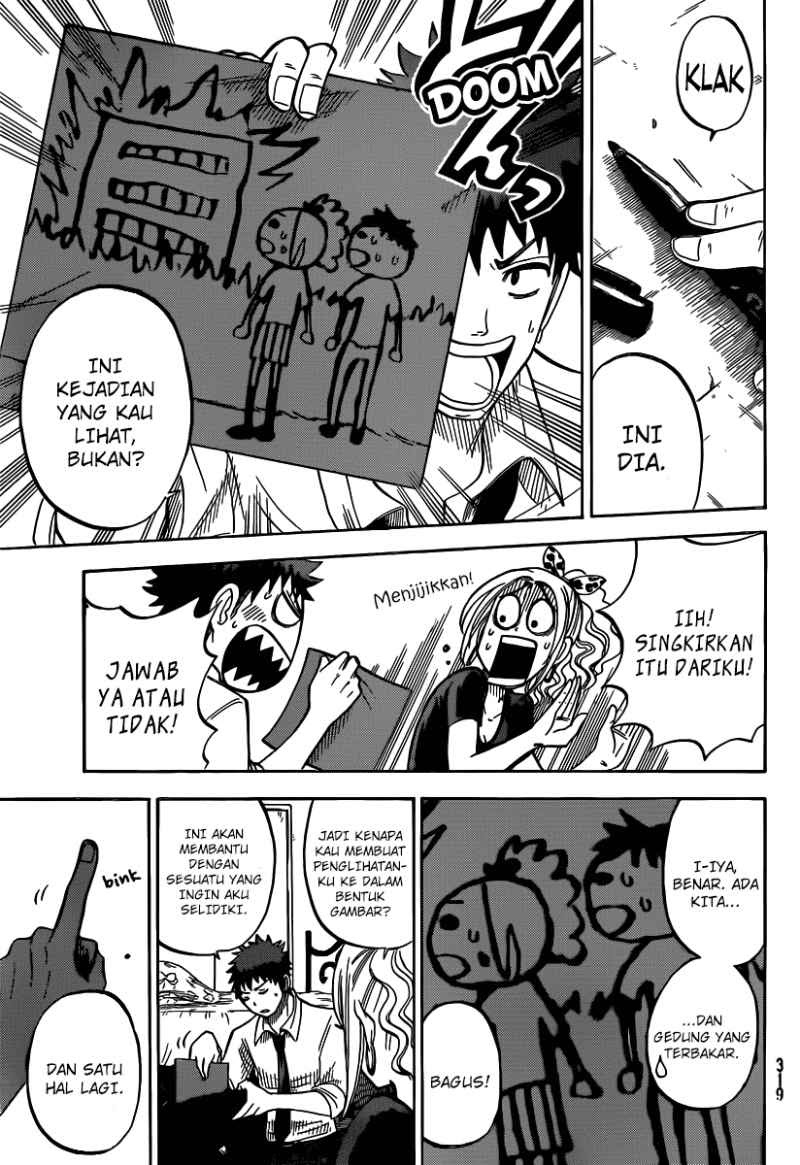 KLAK
INI
DIA.
DOOM
INI
KEJADIAN
YANG KAU
LIHAT,
BUKAN?
IIH!
SINGKIRKAN
ITU DARIKU!
Menjijikkan!
JAWAB
YA ATAU
TIDAK!
I-IYA,
BENAR. ADA
KITA...
...DAN
GEDUNG YANG
TERBAKAR.
BAGUS!
JADI KENAPA
KAU MEMBUAT
PENGLIHATAN-
KU KE DALAM
BENTUK
GAMBAR?
INI AKAN
MEMBANTU
DENGAN
SESUATU YANG
INGIN AKU
SELIDIKI.
bink
DAN SATU
HAL LAGI.
319